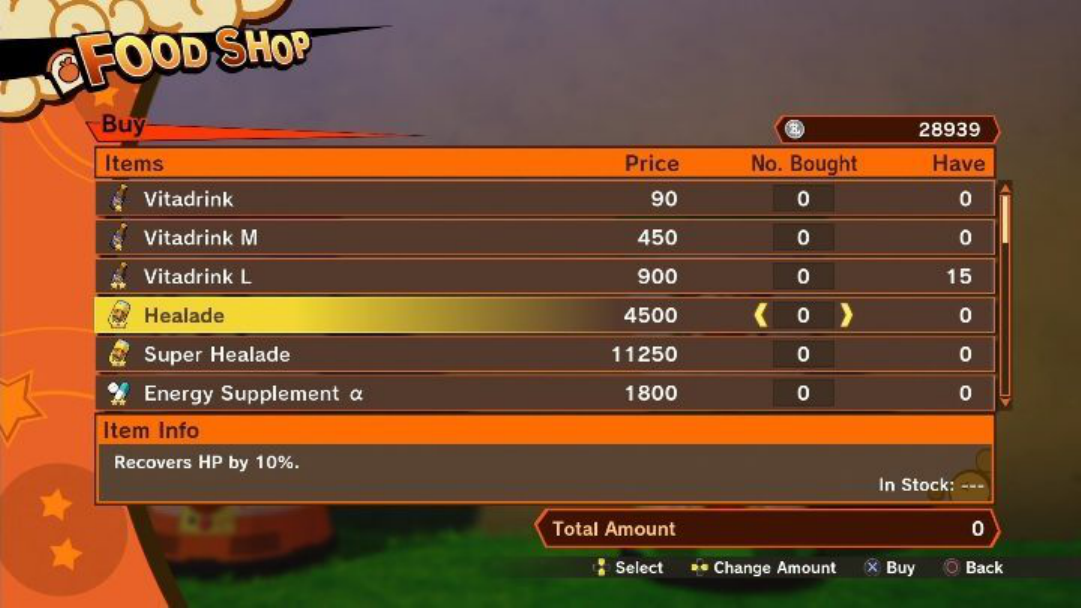 FOOD SHOP
Buy
28939
Items Price No. Bought Have
Vitadrink 90 0 0
Vitadrink M 450 0 0
Vitadrink L 900 0 15
Healade 4500 0 0
Super Healade 11250 0 0
Energy Supplement α 1800 0 0
Item Info
Recovers HP by 10%.
In Stock: ---
Total Amount 0
Select Change Amount Buy Back